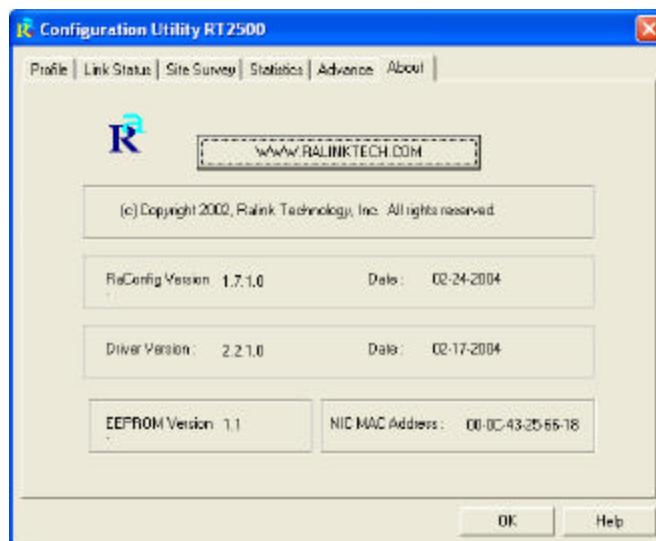 Configuration Utility RT2500
Profile Link Status Site Survey Statistics Advance About
Ra
WWW.RALINKTECH.COM
(c) Copyright 2002, Ralink Technology, Inc. All rights reserved.
RaConfig Version : 1.7.1.0 Date : 02-24-2004
Driver Version : 2.2.1.0 Date : 02-17-2004
EEPROM Version : 1.1 NIC MAC Address : 00-0C-43-25-66-18
OK Help